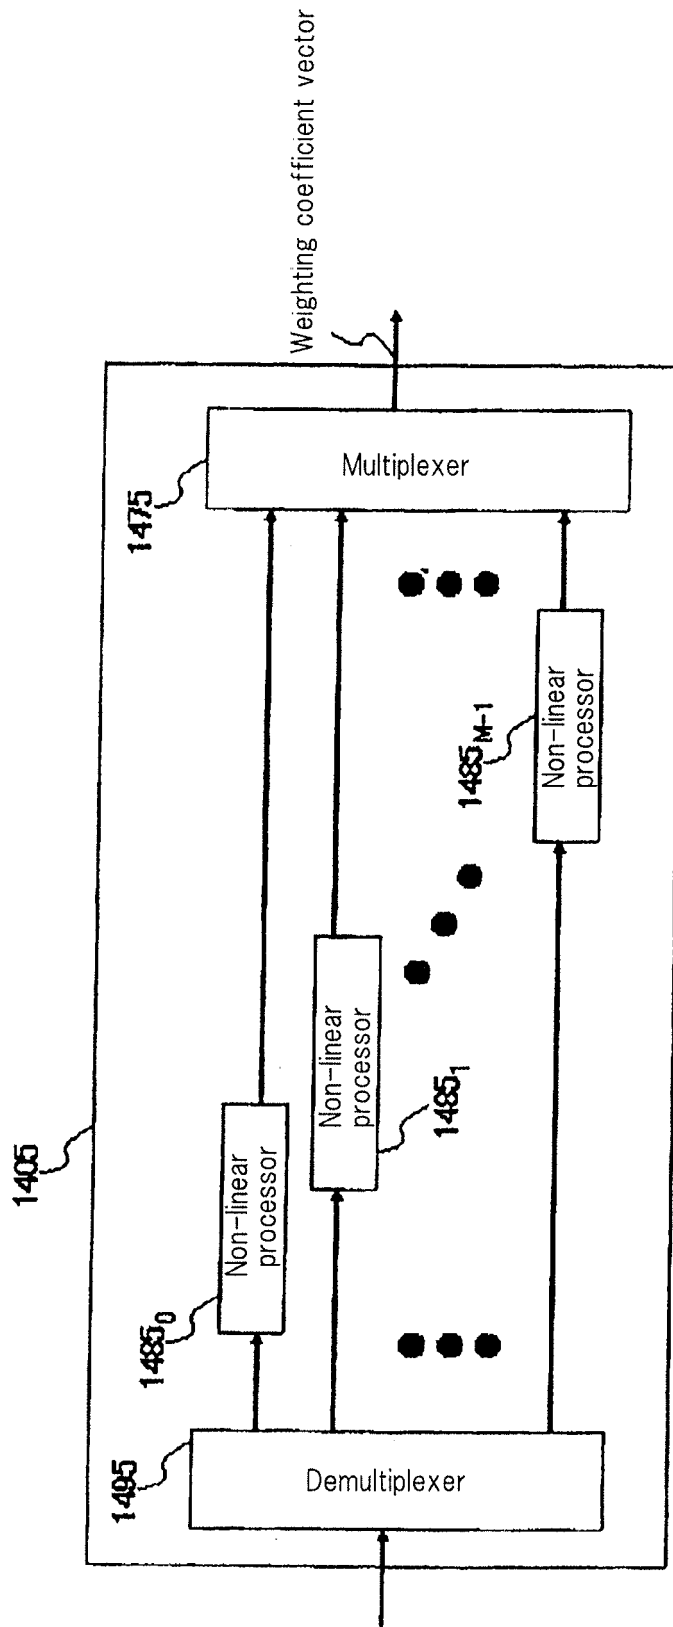 1405
1495
Demultiplexer
1485₀
Non-linear
processor
Non-linear
processor
1485₁
1485M-1
Non-linear
processor
1475
Multiplexer
Weighting coefficient vector